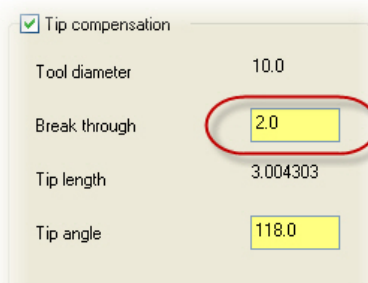 Tip compensation
Tool diameter 10.0
Break through 2.0
Tip length 3.004303
Tip angle 118.0